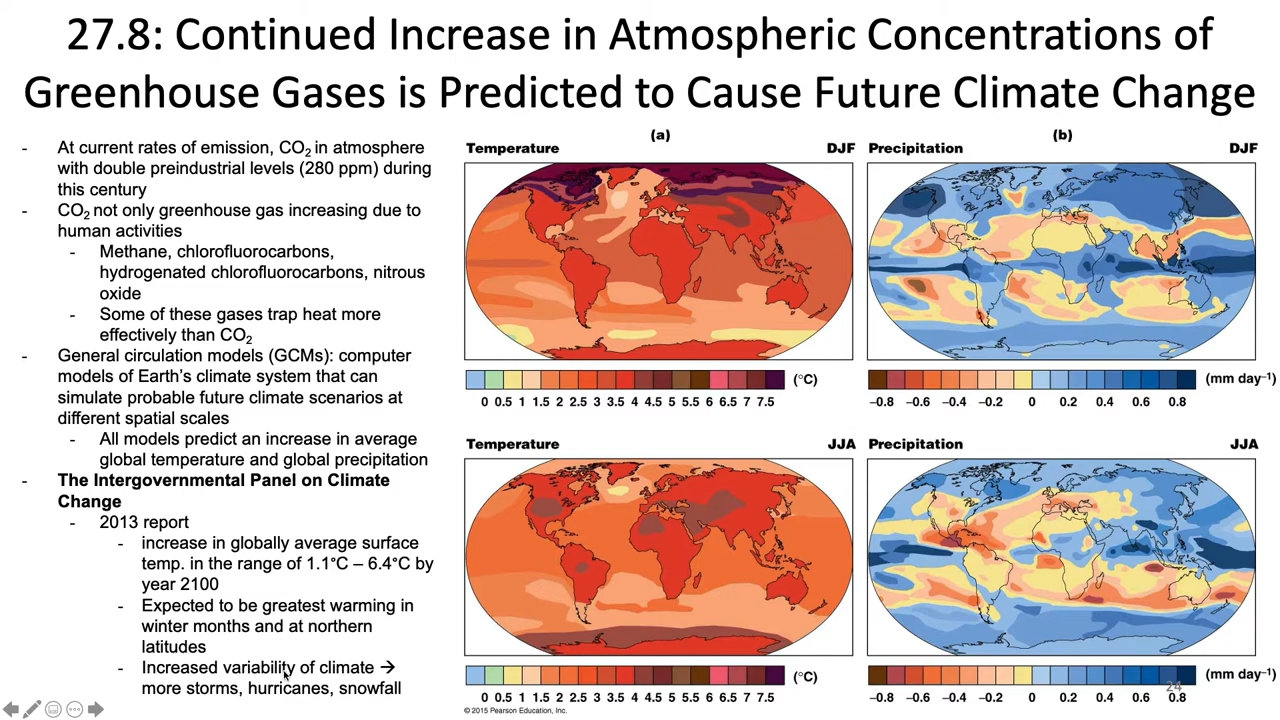 27.8: Continued Increase in Atmospheric Concentrations of
Greenhouse Gases is Predicted to Cause Future Climate Change
- At current rates of emission, CO₂ in atmosphere
with double preindustrial levels (280 ppm) during
this century
- CO₂ not only greenhouse gas increasing due to
human activities
- Methane, chlorofluorocarbons,
hydrogenated chlorofluorocarbons, nitrous
oxide
- Some of these gases trap heat more
effectively than CO₂
- General circulation models (GCMs): computer
models of Earth's climate system that can
simulate probable future climate scenarios at
different spatial scales
- All models predict an increase in average
global temperature and global precipitation
- The Intergovernmental Panel on Climate
Change
- 2013 report
- increase in globally average surface
temp. in the range of 1.1°C – 6.4°C by
year 2100
- Expected to be greatest warming in
winter months and at northern
latitudes
- Increased variability of climate →
more storms, hurricanes, snowfall
(a)
Temperature DJF
(°C)
0 0.5 1 1.5 2 2.5 3 3.5 4 4.5 5 5.5 6 6.5 7 7.5
(b)
Precipitation DJF
(mm day⁻¹)
–0.8 –0.6 –0.4 –0.2 0 0.2 0.4 0.6 0.8
Temperature JJA
(°C)
0 0.5 1 1.5 2 2.5 3 3.5 4 4.5 5 5.5 6 6.5 7 7.5
Precipitation JJA
(mm day⁻¹)
–0.8 –0.6 –0.4 –0.2 0 0.2 0.4 0.6 0.8
24
© 2015 Pearson Education, Inc.